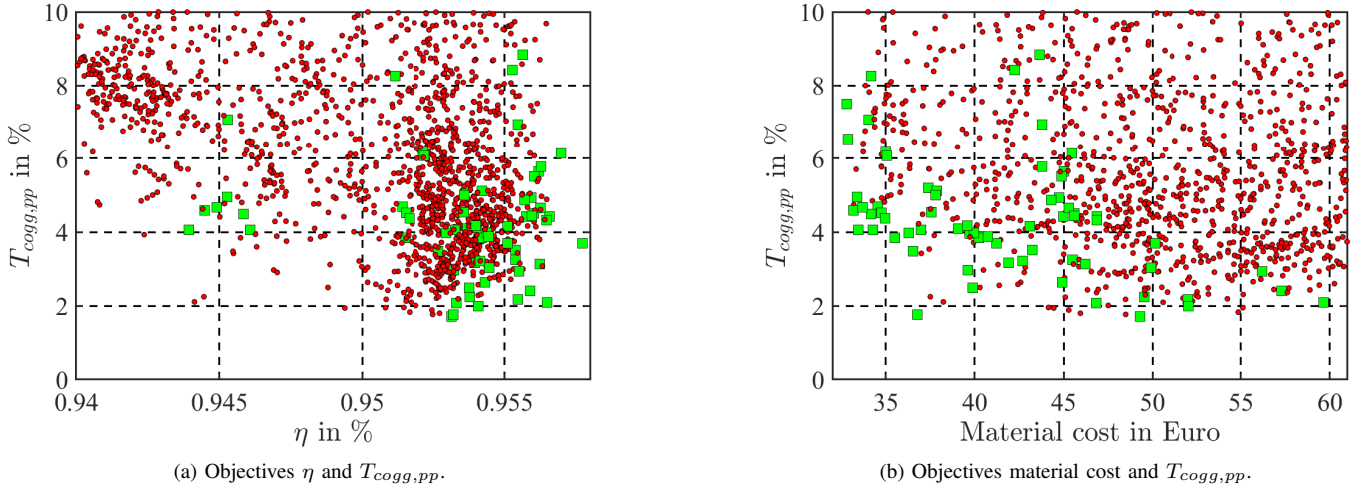 10
8
6
4
2
0
T_{cogg,pp} in %
0.94 0.945 0.95 0.955
η in %
(a) Objectives η and T_{cogg,pp}.
10
8
6
4
2
0
T_{cogg,pp} in %
35 40 45 50 55 60
Material cost in Euro
(b) Objectives material cost and T_{cogg,pp}.